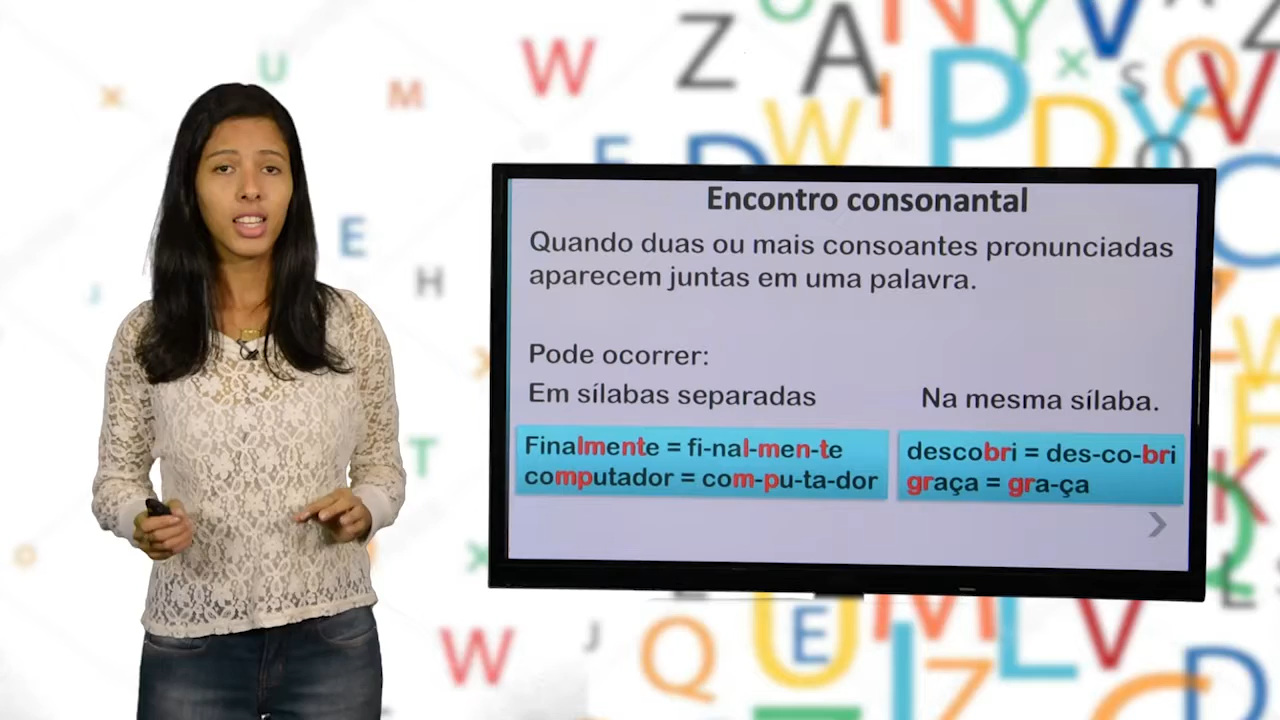 Encontro consonantal
Quando duas ou mais consoantes pronunciadas
aparecem juntas em uma palavra.
Pode ocorrer:
Em sílabas separadas
Na mesma sílaba.
Finalmente = fi-nal-men-te
computador = com-pu-ta-dor
descobri = des-co-bri
graça = gra-ça